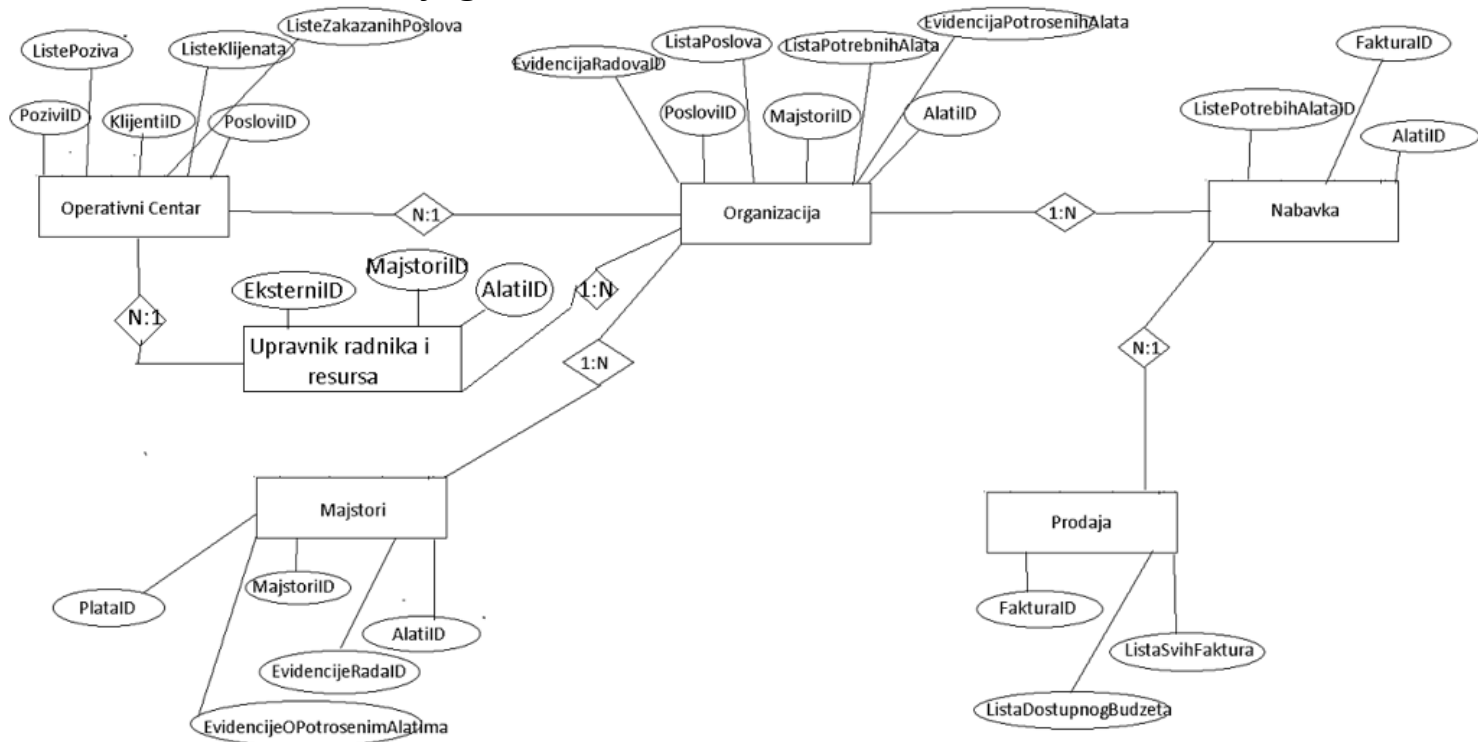 ListeZakazanihPoslova
EvidencijaPotrosenihAlata
ListePoziva
ListeKlijenata
ListaPoslova
ListaPotrebnihAlata
FakturaID
EvidencijaRadovaID
ListePotrebihAlataID
PoziviID
KlijentiID
PosloviID
PosloviID
MajstoriID
AlatiID
AlatiID
Operativni Centar
N:1
Organizacija
1:N
Nabavka
EksterniID
MajstoriID
AlatiID
1:N
N:1
Upravnik radnika i
resursa
1:N
N:1
Majstori
Prodaja
PlataID
MajstoriID
AlatiID
FakturaID
EvidencijeRadaID
ListaSvihFaktura
EvidencijeOPotrosenimAlatima
ListaDostupnogBudzeta